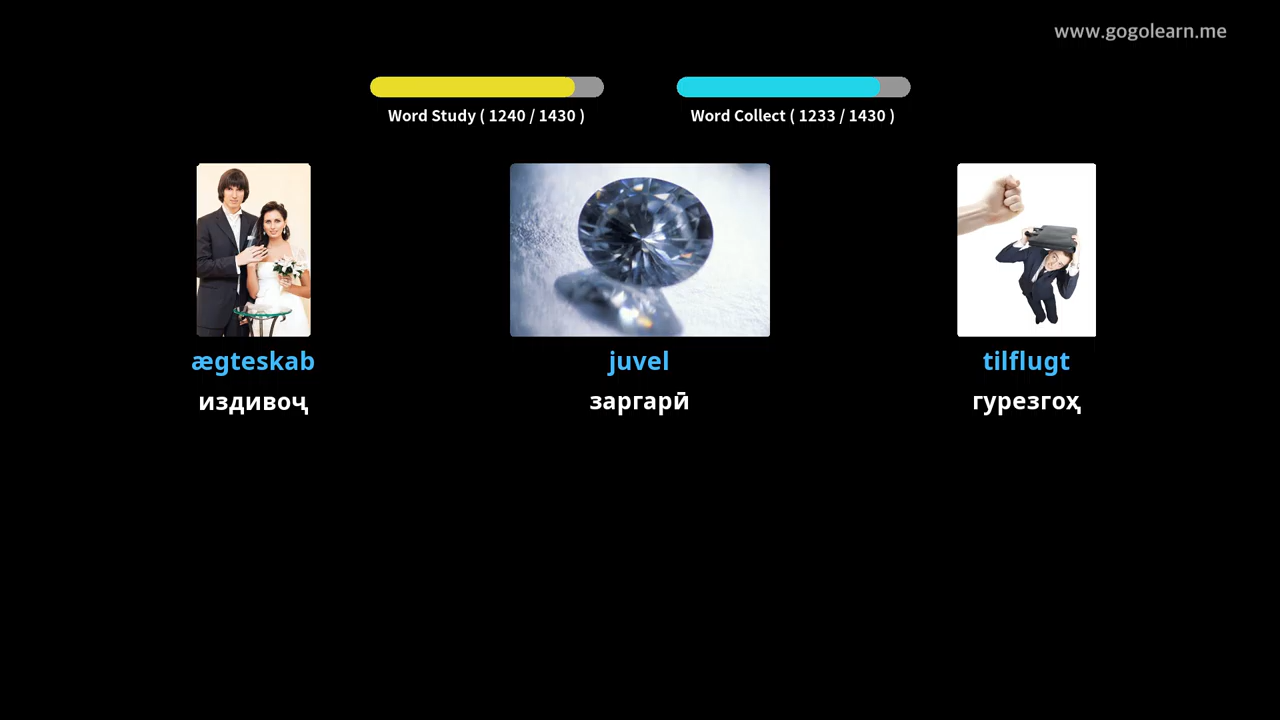 www.gogolearn.me
Word Study ( 1240 / 1430 )
Word Collect ( 1233 / 1430 )
ægteskab
издивоҷ
juvel
заргарӣ
tilflugt
гурезгоҳ